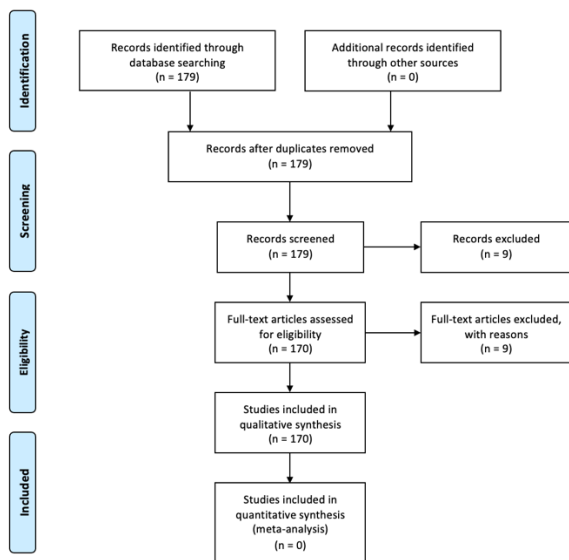 Identification
Records identified through
database searching
(n = 179)
Additional records identified
through other sources
(n = 0)
Records after duplicates removed
(n = 179)
Screening
Records screened
(n = 179)
Records excluded
(n = 9)
Eligibility
Full-text articles assessed
for eligibility
(n = 170)
Full-text articles excluded,
with reasons
(n = 9)
Studies included in
qualitative synthesis
(n = 170)
Included
Studies included in
quantitative synthesis
(meta-analysis)
(n = 0)